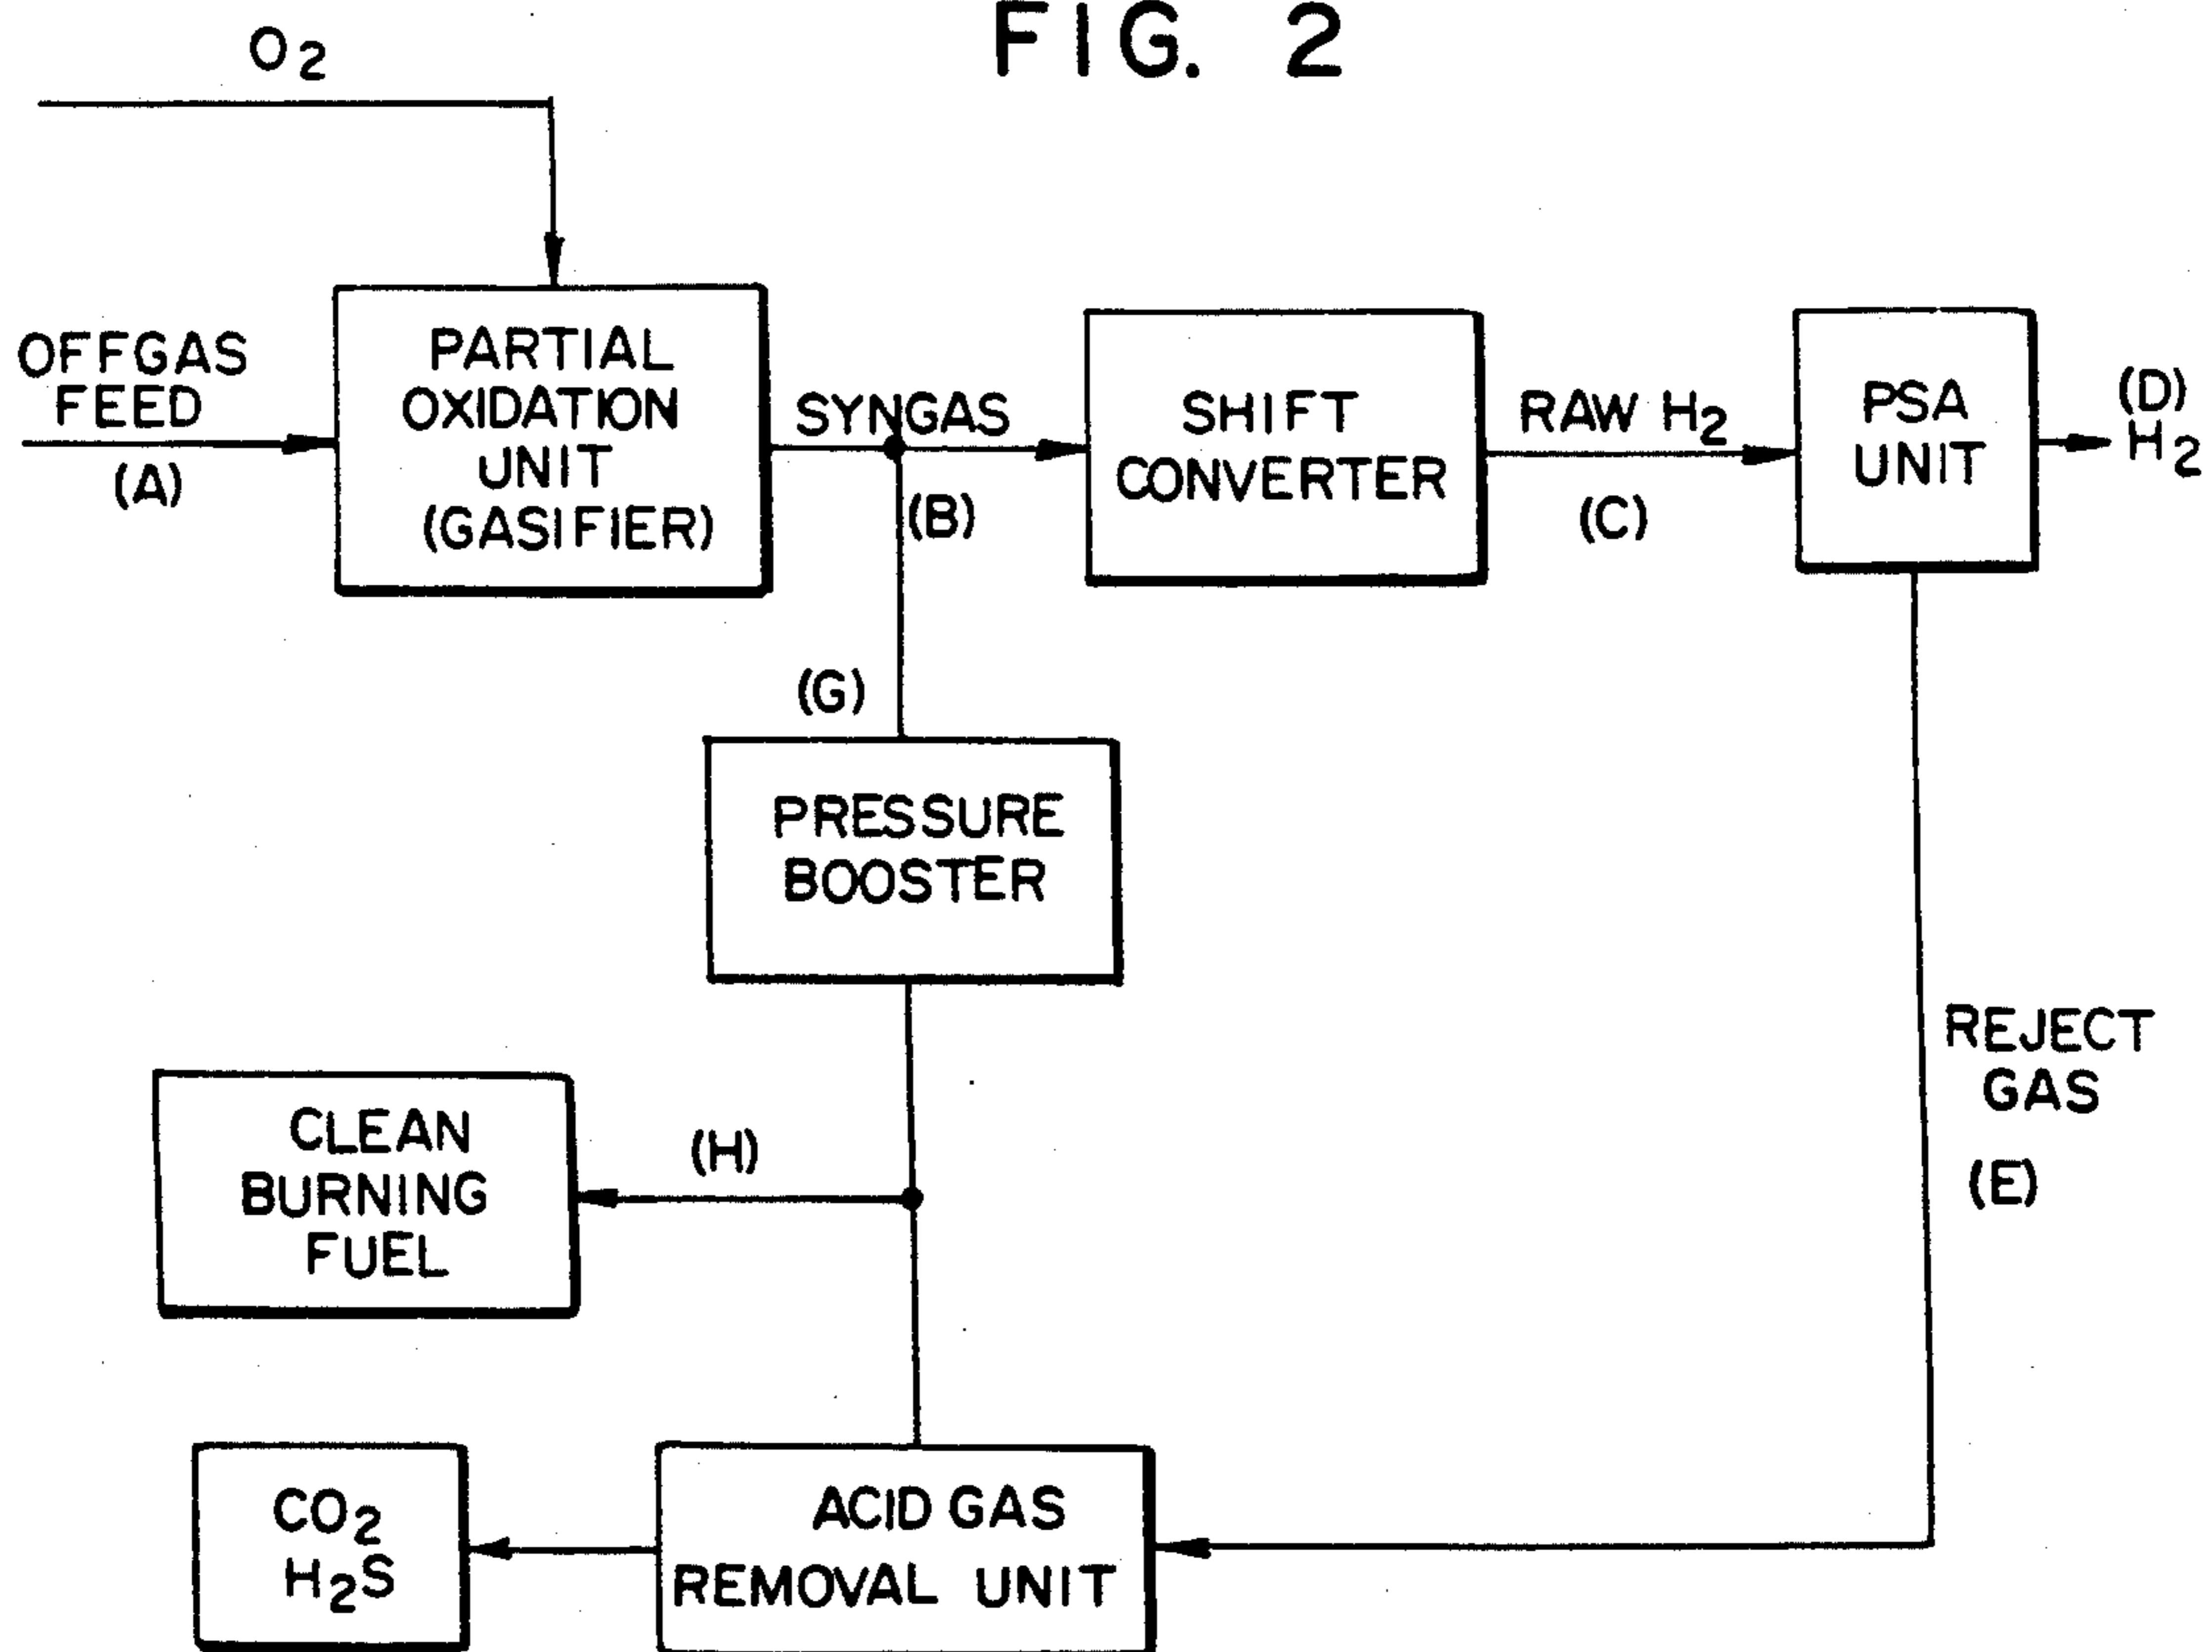 FIG. 2
O2
OFFGAS
FEED
(A)
PARTIAL
OXIDATION
UNIT
(GASIFIER)
SYNGAS
(B)
SHIFT
CONVERTER
RAW H2
(C)
PSA
UNIT
(D)
H2
(G)
PRESSURE
BOOSTER
REJECT
GAS
(E)
CLEAN
BURNING
FUEL
(H)
CO2
H2S
ACID GAS
REMOVAL UNIT